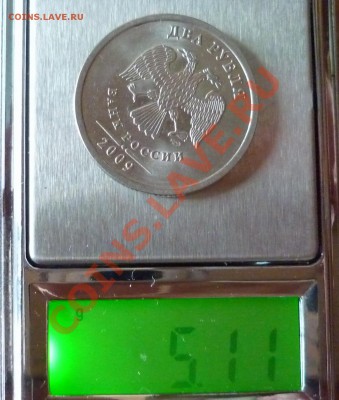 COINS.LAVE.RU
ДВА РУБЛЯ
БАНК РОССИИ
2009
COINS.LAVE.RU
g
5.11